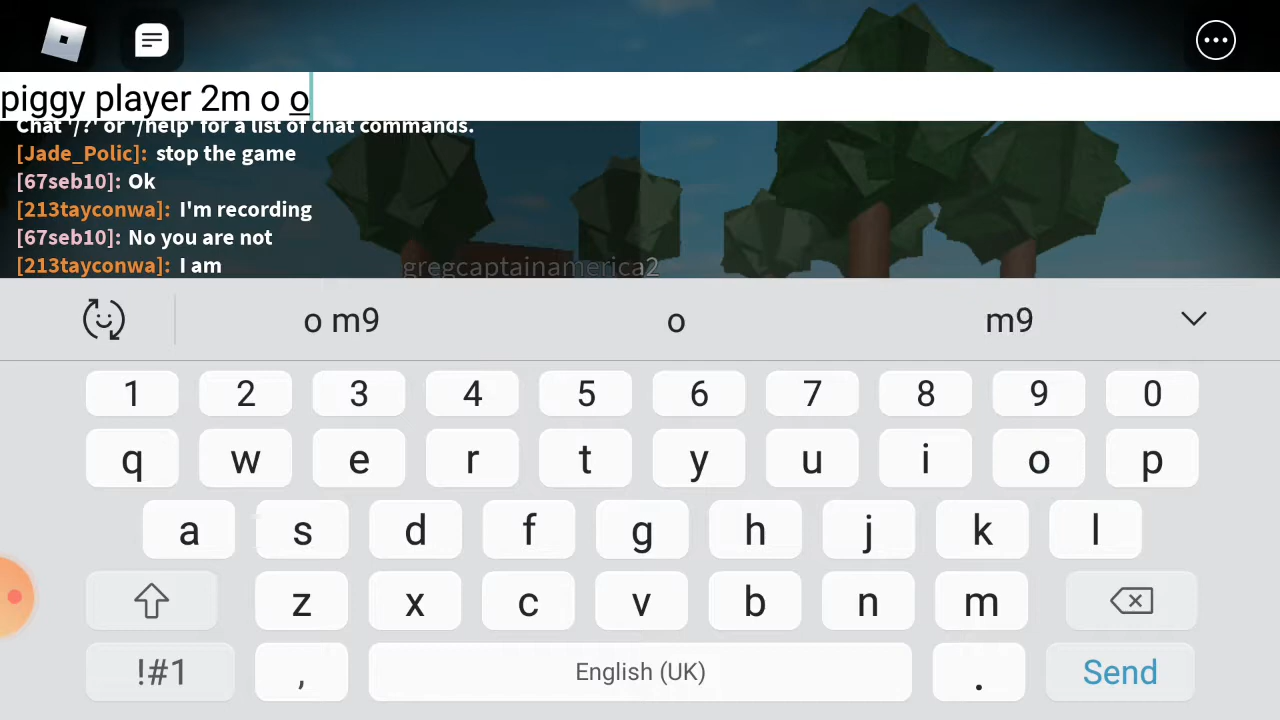 piggy player 2m o o
Chat '/?' or '/help' for a list of chat commands.
[Jade_Polic]: stop the game
[67seb10]: Ok
[213tayconwa]: I'm recording
[67seb10]: No you are not
[213tayconwa]: I am
gregcaptainamerica2
o m9 o m9
1 2 3 4 5 6 7 8 9 0
q w e r t y u i o p
a s d f g h j k l
z x c v b n m
!#1 , English (UK) . Send